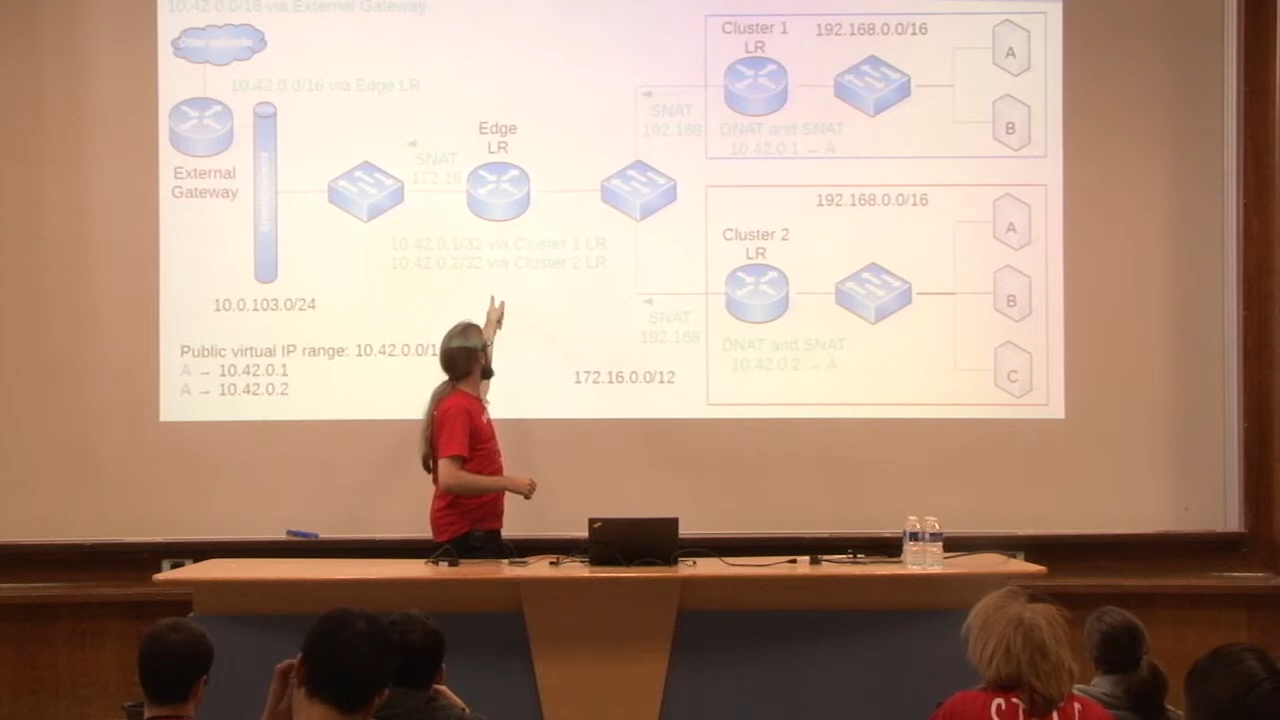 10.42.0.0/16 via External Gateway
10.42.0.0/16 via Edge LR
External
Gateway
10.0.103.0/24
SNAT
172.16
Edge
LR
10.42.0.1/32 via Cluster 1 LR
10.42.0.2/32 via Cluster 2 LR
Public virtual IP range: 10.42.0.0/1
A → 10.42.0.1
A → 10.42.0.2
172.16.0.0/12
Cluster 1
LR
192.168.0.0/16
SNAT
192.168
DNAT and SNAT
10.42.0.1 → A
A
B
Cluster 2
LR
192.168.0.0/16
SNAT
192.168
DNAT and SNAT
10.42.0.2 → A
A
B
C